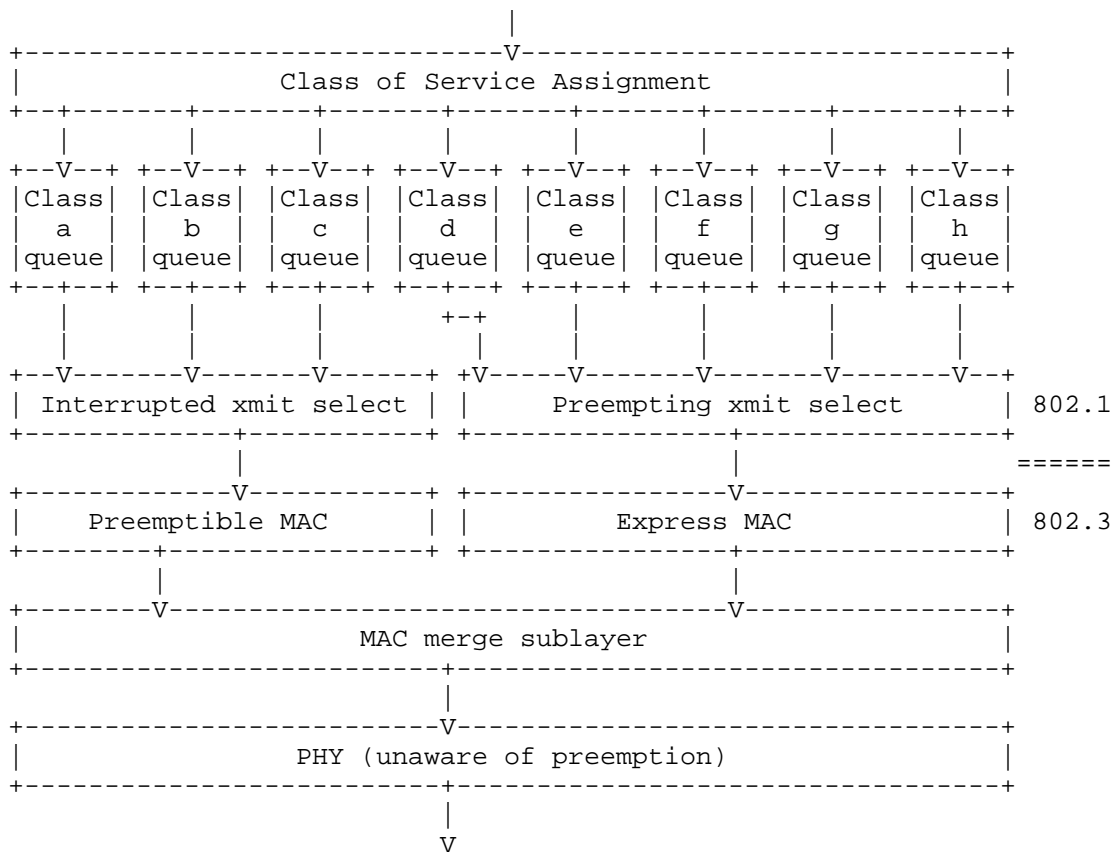 |
+------------------------------V------------------------------+
|                Class of Service Assignment                  |
+--+-------+-------+-------+-------+-------+-------+-------+--+
   |       |       |       |       |       |       |       |
+--V--+ +--V--+ +--V--+ +--V--+ +--V--+ +--V--+ +--V--+ +--V--+
|Class| |Class| |Class| |Class| |Class| |Class| |Class| |Class|
|  a  | |  b  | |  c  | |  d  | |  e  | |  f  | |  g  | |  h  |
|queue| |queue| |queue| |queue| |queue| |queue| |queue| |queue|
+--+--+ +--+--+ +--+--+ +--+--+ +--+--+ +--+--+ +--+--+ +--+--+
   |       |       |       +-+     |       |       |       |
   |       |       |         |     |       |       |       |
+--V-------V-------V------+ +V-----V-------V-------V-------V--+
| Interrupted xmit select | |     Preempting xmit select      | 802.1
+-------------+-----------+ +----------------+----------------+
              |                              |                 ======
+-------------V-----------+ +----------------V----------------+
|    Preemptible MAC      | |         Express MAC             | 802.3
+--------+----------------+ +----------------+----------------+
         |                                   |
+--------V-----------------------------------V----------------+
|                     MAC merge sublayer                      |
+--------------------------+----------------------------------+
                           |
+--------------------------V----------------------------------+
|                 PHY (unaware of preemption)                 |
+--------------------------+----------------------------------+
                           |
                           V